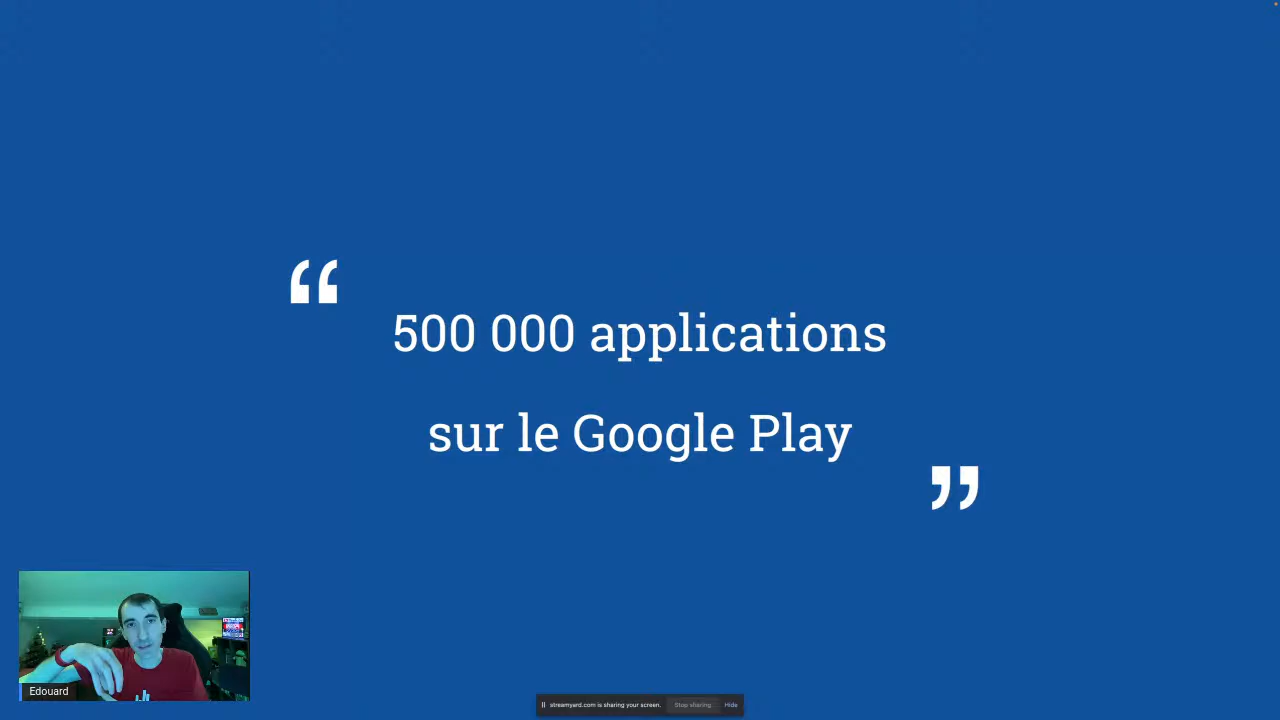 “
500 000 applications
sur le Google Play
”
Edouard
streamyard.com is sharing your screen.
Stop sharing
Hide